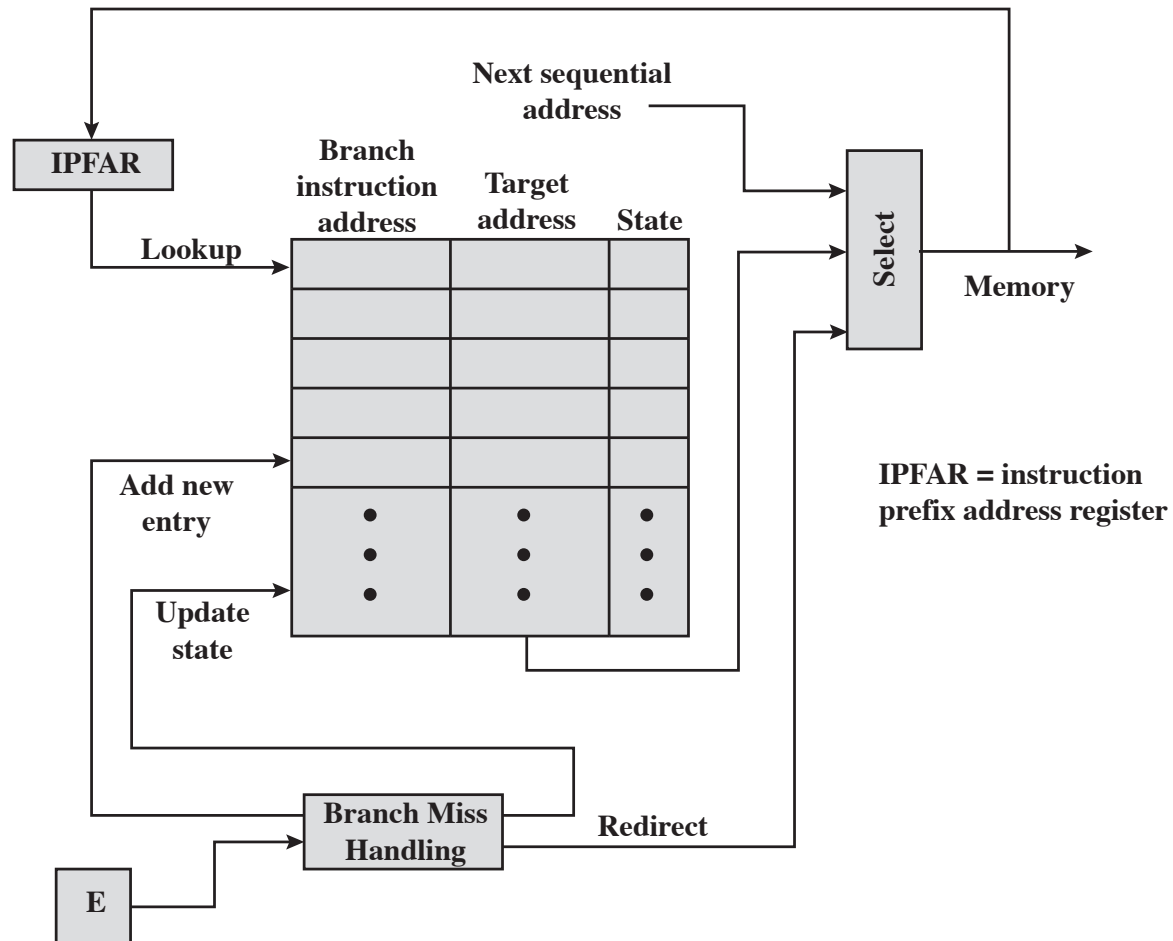 Next sequential
address
IPFAR
Branch
instruction
address
Target
address
State
Lookup
Select
Memory
Add new
entry
IPFAR = instruction
prefix address register
Update
state
Branch Miss
Handling
Redirect
E